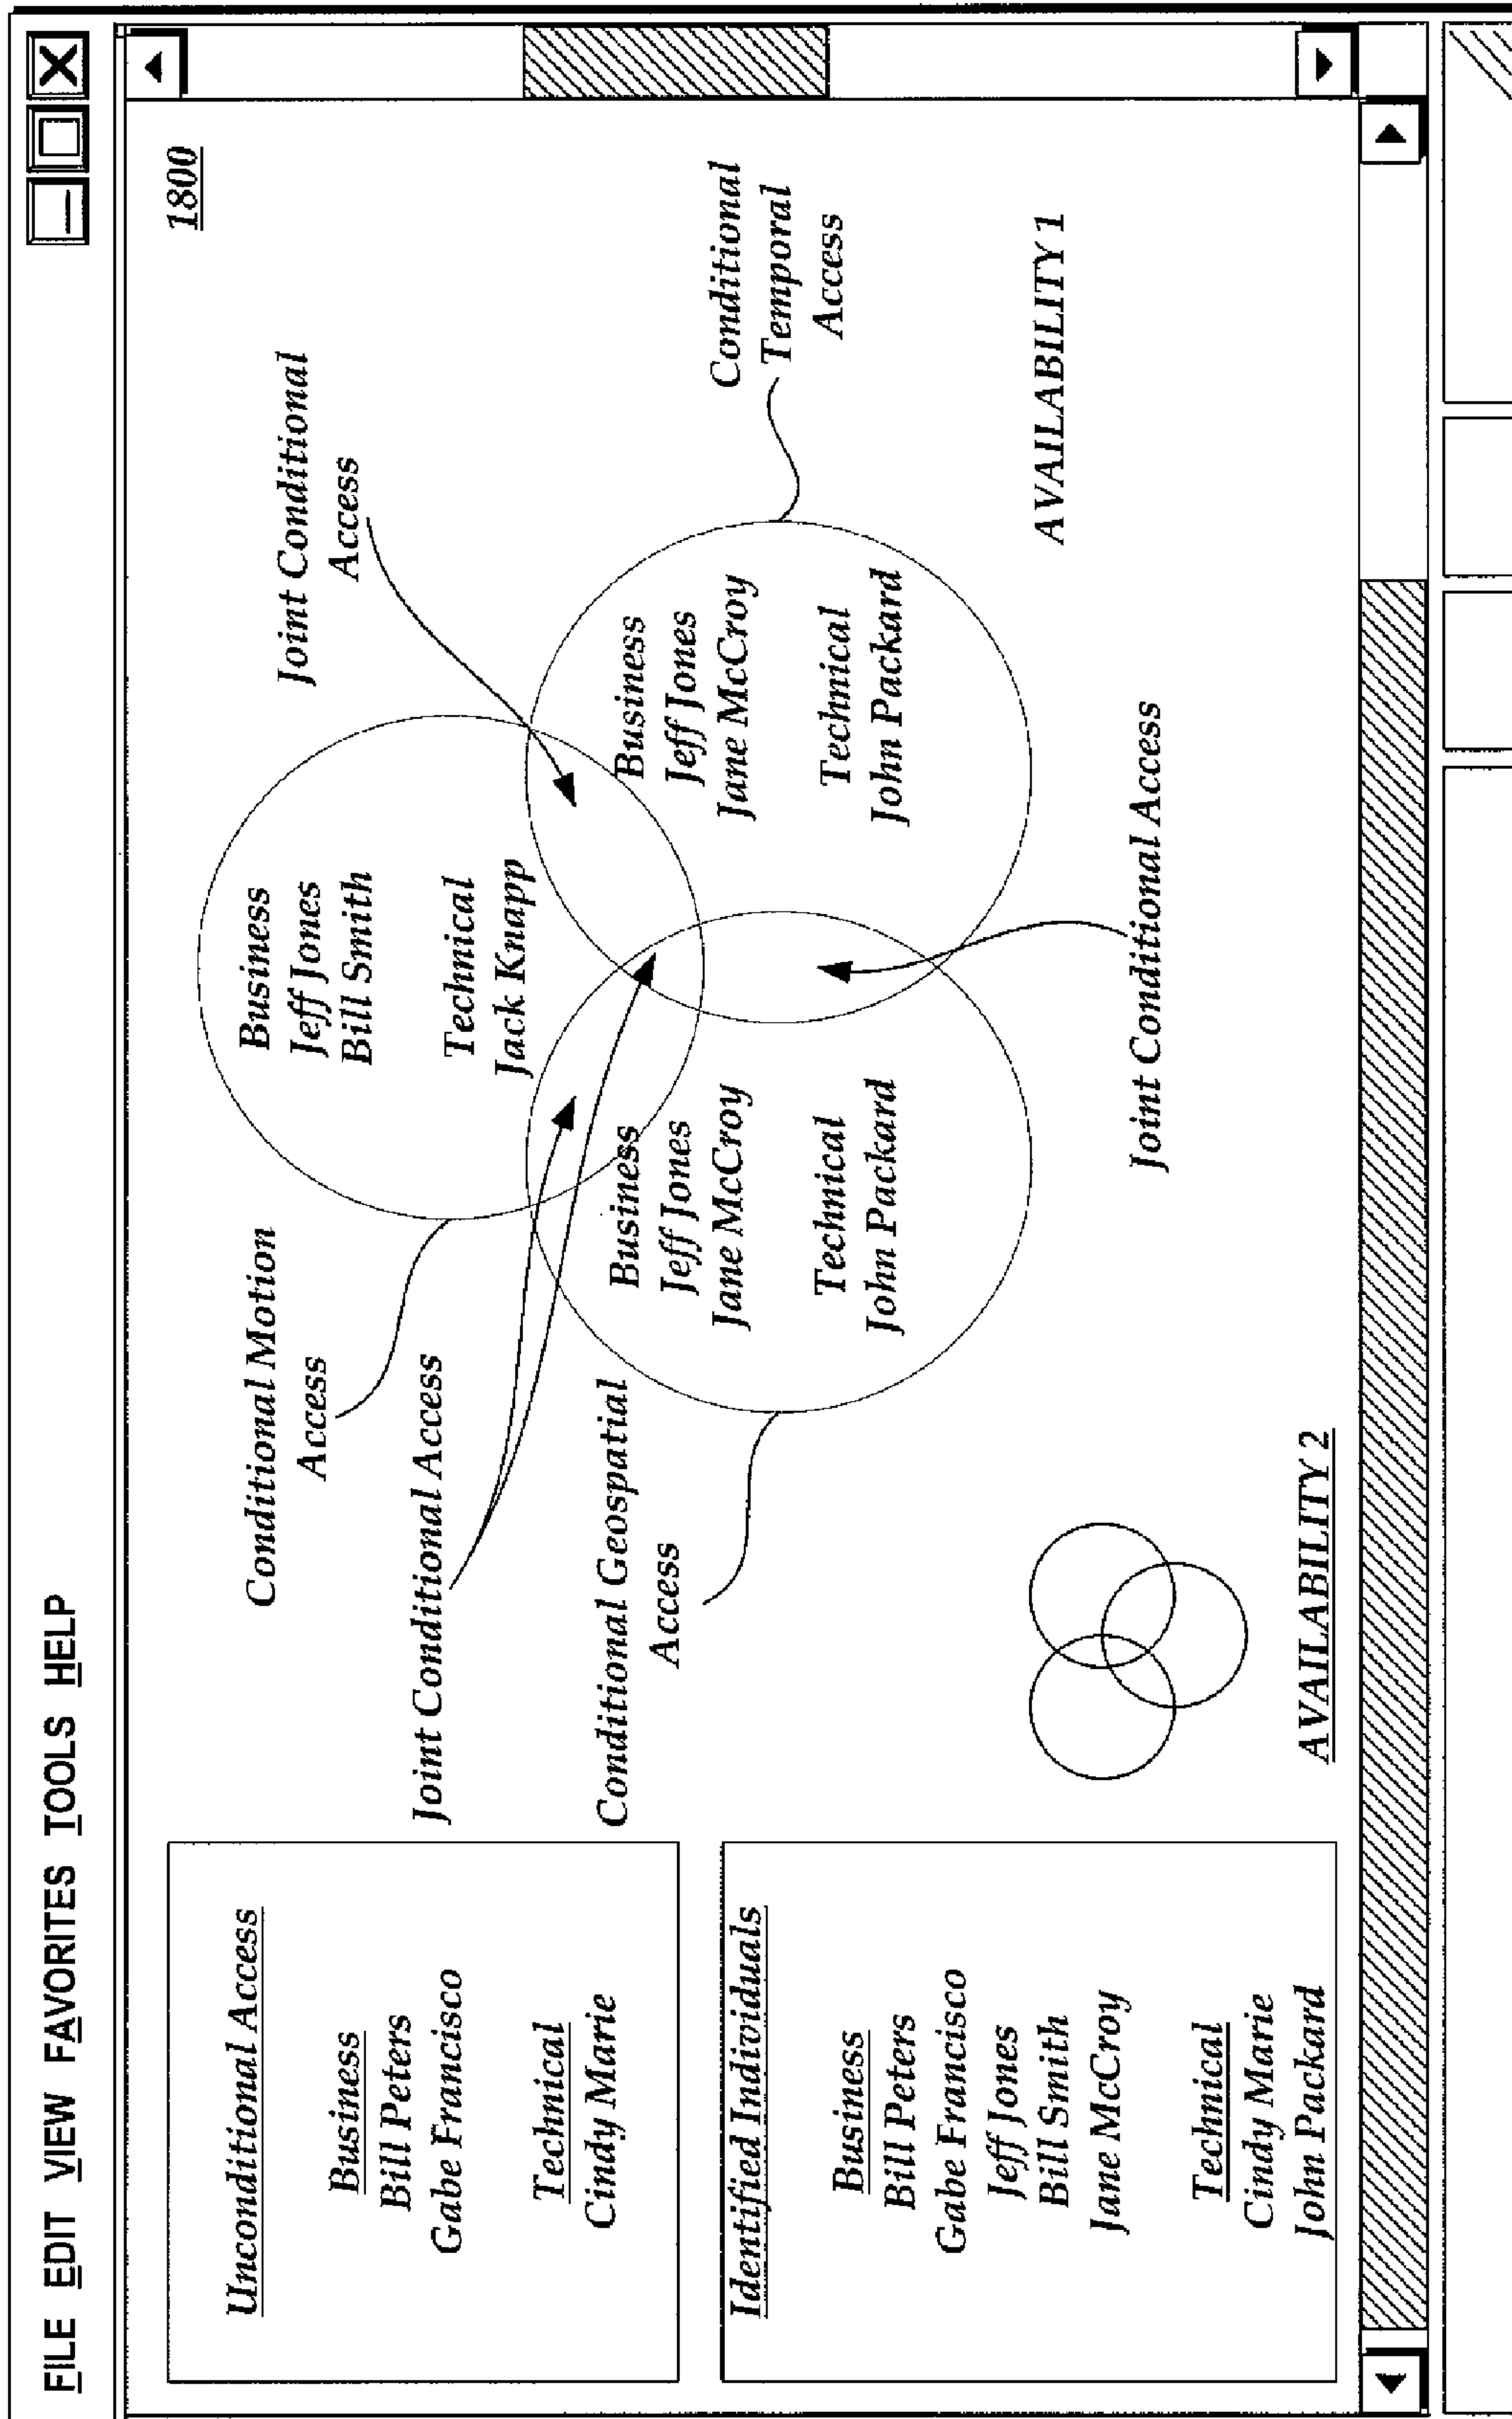 FILE EDIT VIEW FAVORITES TOOLS HELP
1800
Unconditional Access
Business
Bill Peters
Gabe Francisco
Technical
Cindy Marie
Identified Individuals
Business
Bill Peters
Gabe Francisco
Jeff Jones
Bill Smith
Jane McCroy
Technical
Cindy Marie
John Packard
Conditional Motion
Access
Joint Conditional Access
Conditional Geospatial
Access
Business
Jeff Jones
Bill Smith
Technical
Jack Knapp
Business
Jeff Jones
Jane McCroy
Technical
John Packard
Joint Conditional
Access
Business
Jeff Jones
Jane McCroy
Technical
John Packard
Conditional
Temporal
Access
Joint Conditional Access
AVAILABILITY 1
AVAILABILITY 2